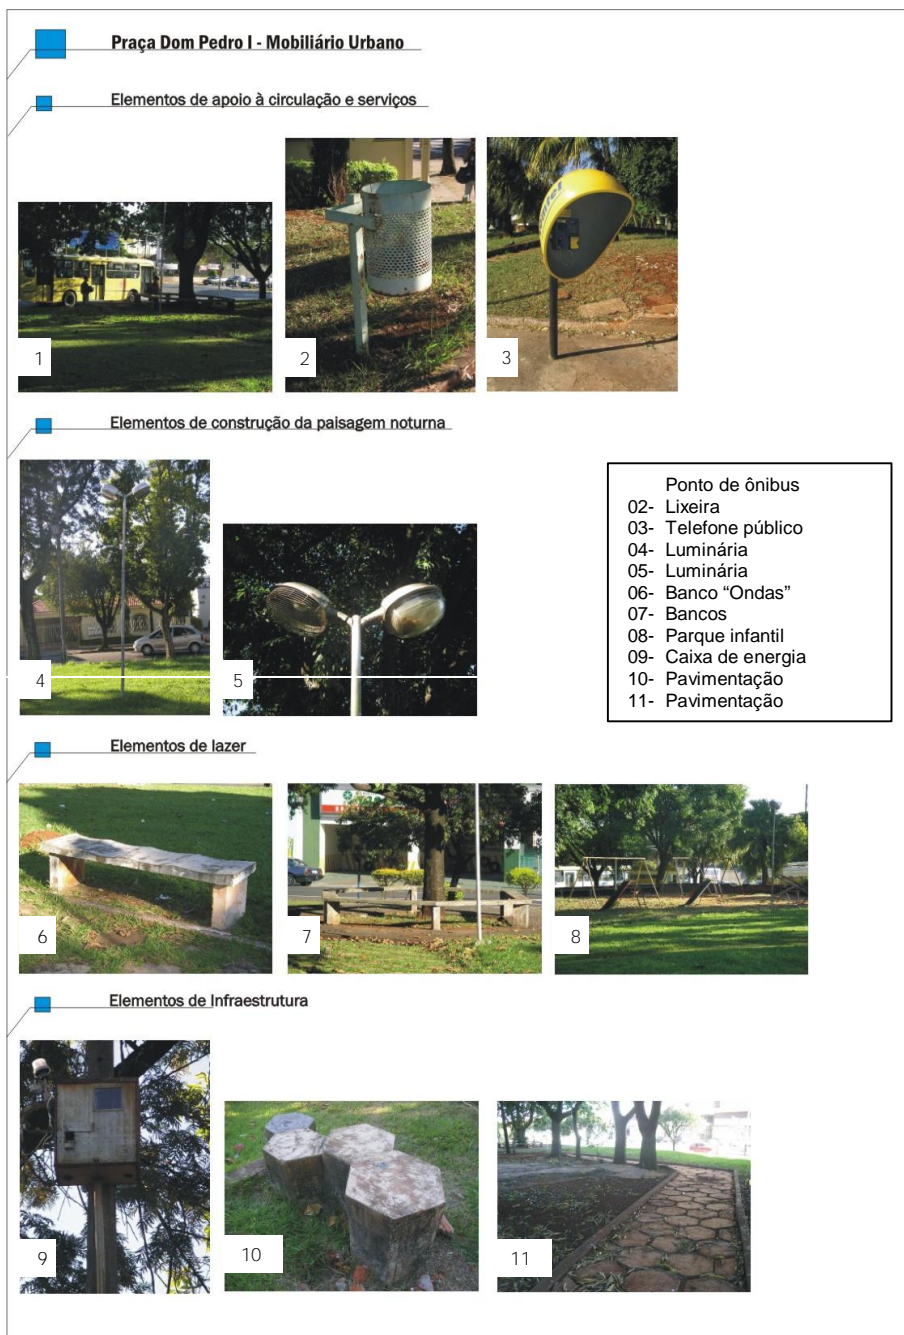 Praça Dom Pedro I - Mobiliário Urbano
Elementos de apoio à circulação e serviços
1
2
3
Elementos de construção da paisagem noturna
4
5
Ponto de ônibus
02- Lixeira
03- Telefone público
04- Luminária
05- Luminária
06- Banco “Ondas”
07- Bancos
08- Parque infantil
09- Caixa de energia
10- Pavimentação
11- Pavimentação
Elementos de lazer
6
7
8
Elementos de Infraestrutura
9
10
11